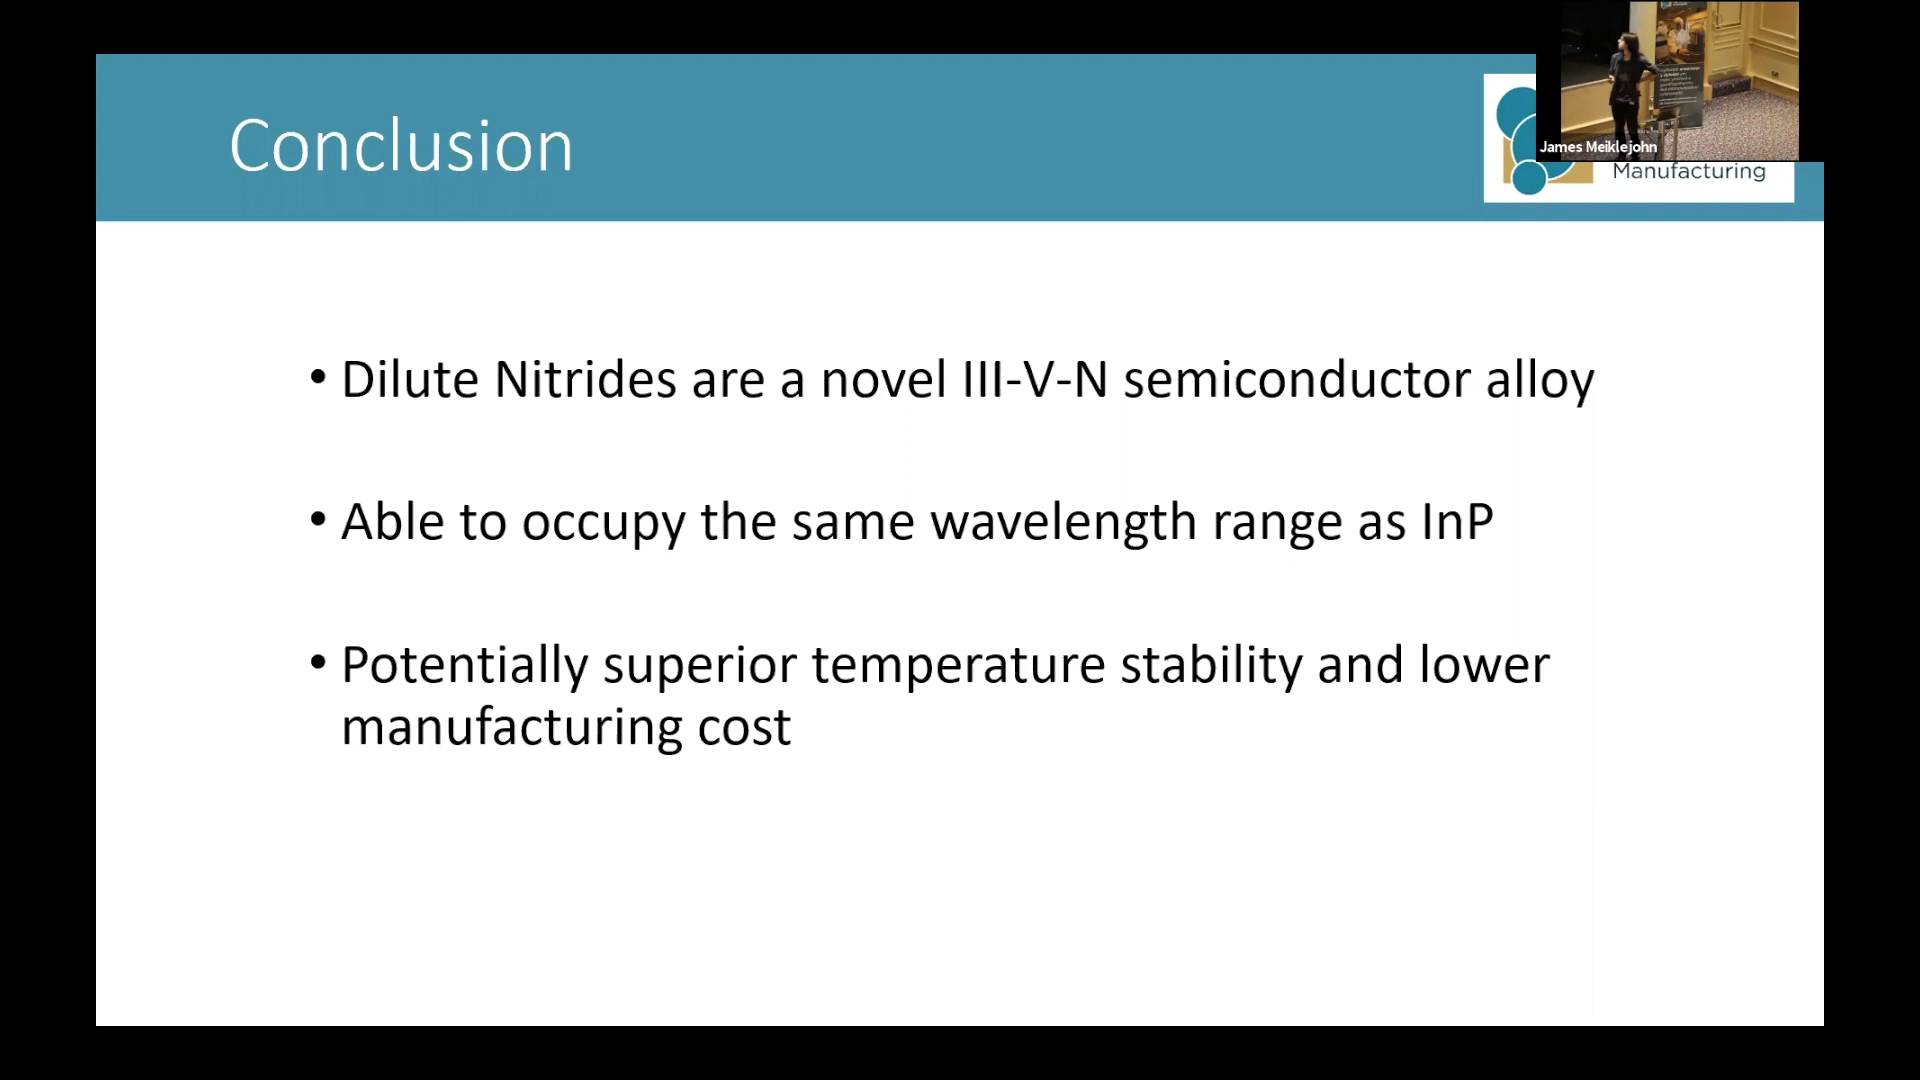 Conclusion
James Meiklejohn
Manufacturing
• Dilute Nitrides are a novel III-V-N semiconductor alloy
• Able to occupy the same wavelength range as InP
• Potentially superior temperature stability and lower
manufacturing cost